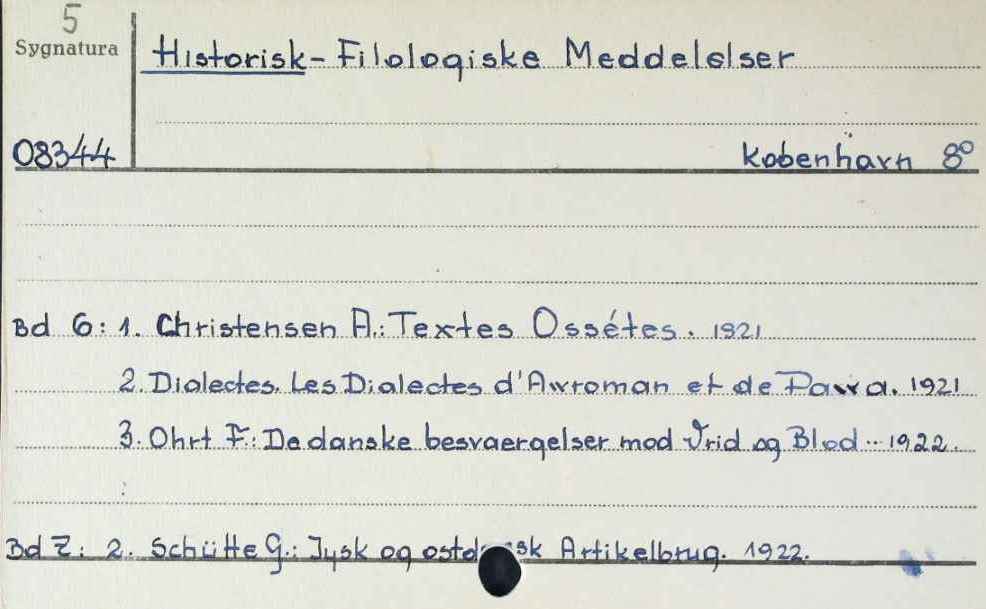 5
Sygnatura
Historisk-Filologiske Meddelelser
08344
København 8°
Bd 6: 1. Christensen A.: Textes Ossétes. 1921
2. Dialectes. Les Dialectes d'Awroman et de Pawa. 1921
3. Ohrt F.: De danske besvaergelser mod Vrid og Blod .. 1922.
Bd 7: 2. Schütte G.: Jysk og Artikelbrug. 1922.